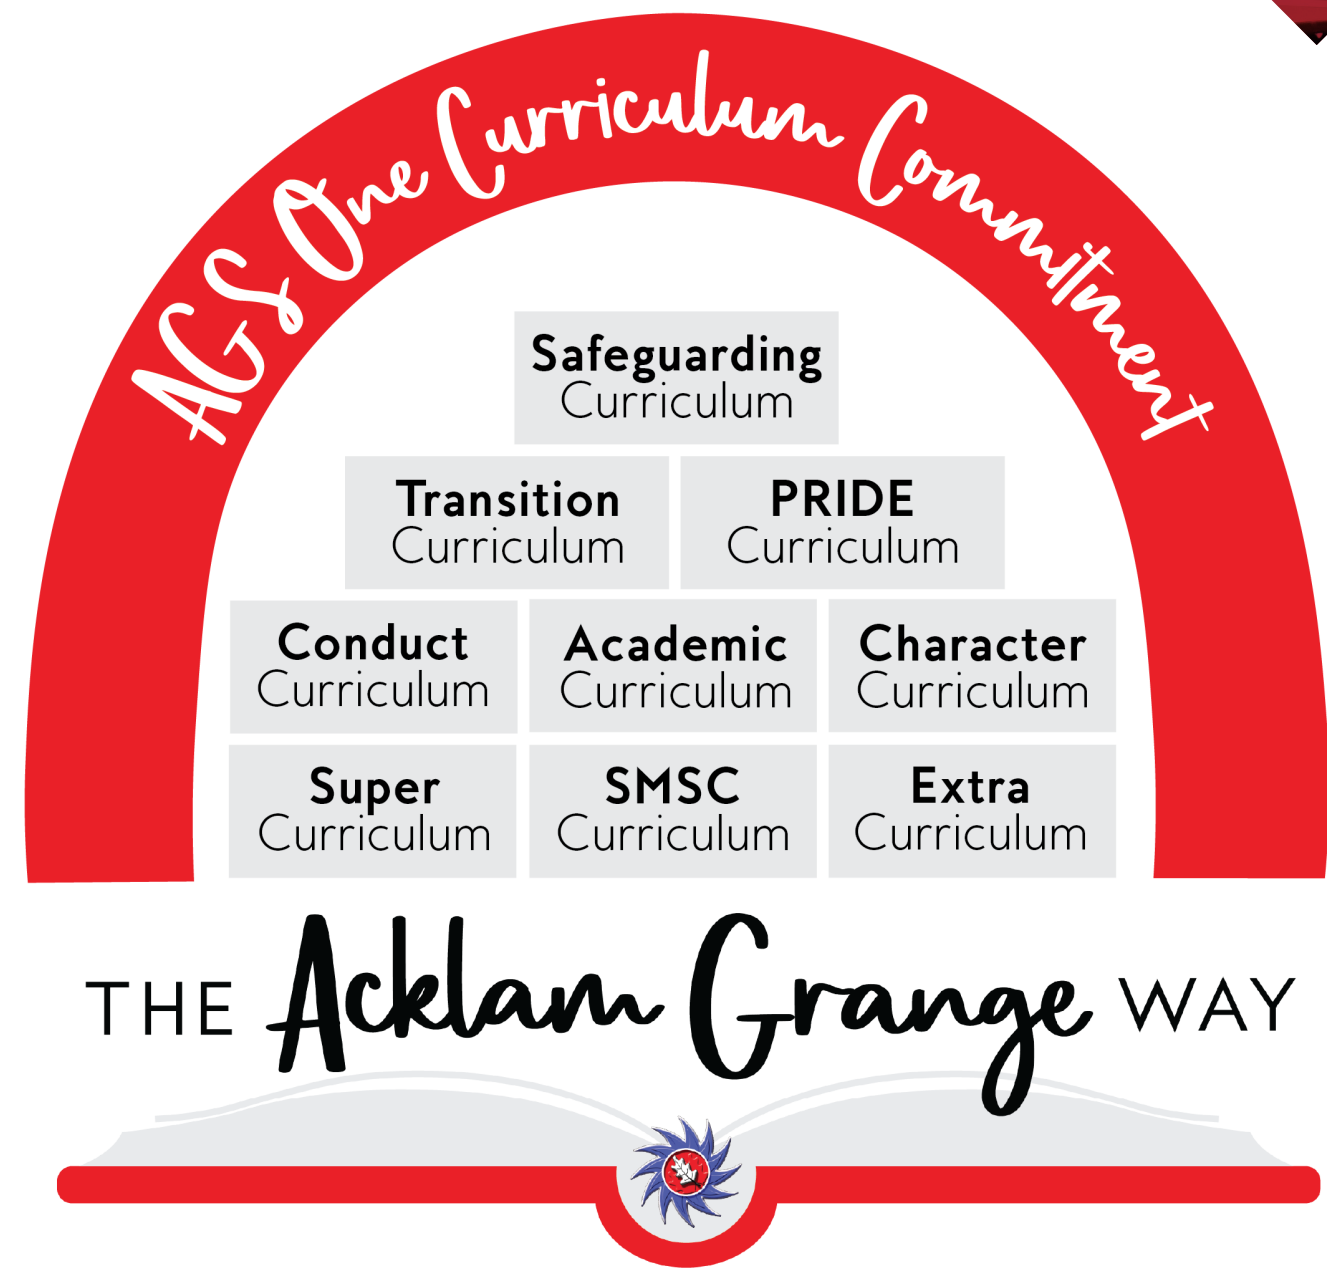 AGS One Curriculum Commitment
Safeguarding
Curriculum
Transition
Curriculum
PRIDE
Curriculum
Conduct
Curriculum
Academic
Curriculum
Character
Curriculum
Super
Curriculum
SMSC
Curriculum
Extra
Curriculum
THE Acklam Grange WAY